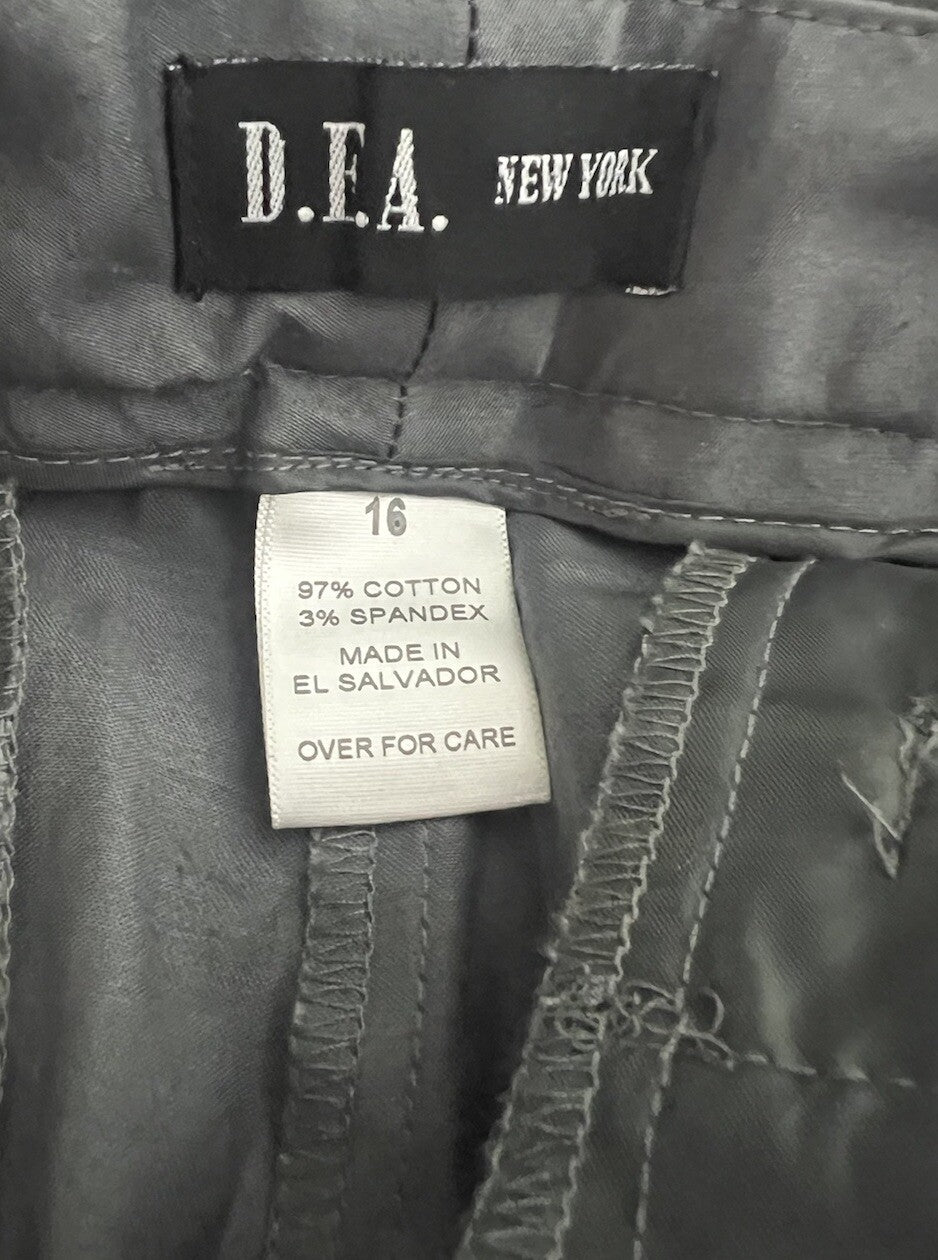 D.E.A. NEW YORK
16
97% COTTON
3% SPANDEX
MADE IN
EL SALVADOR
OVER FOR CARE